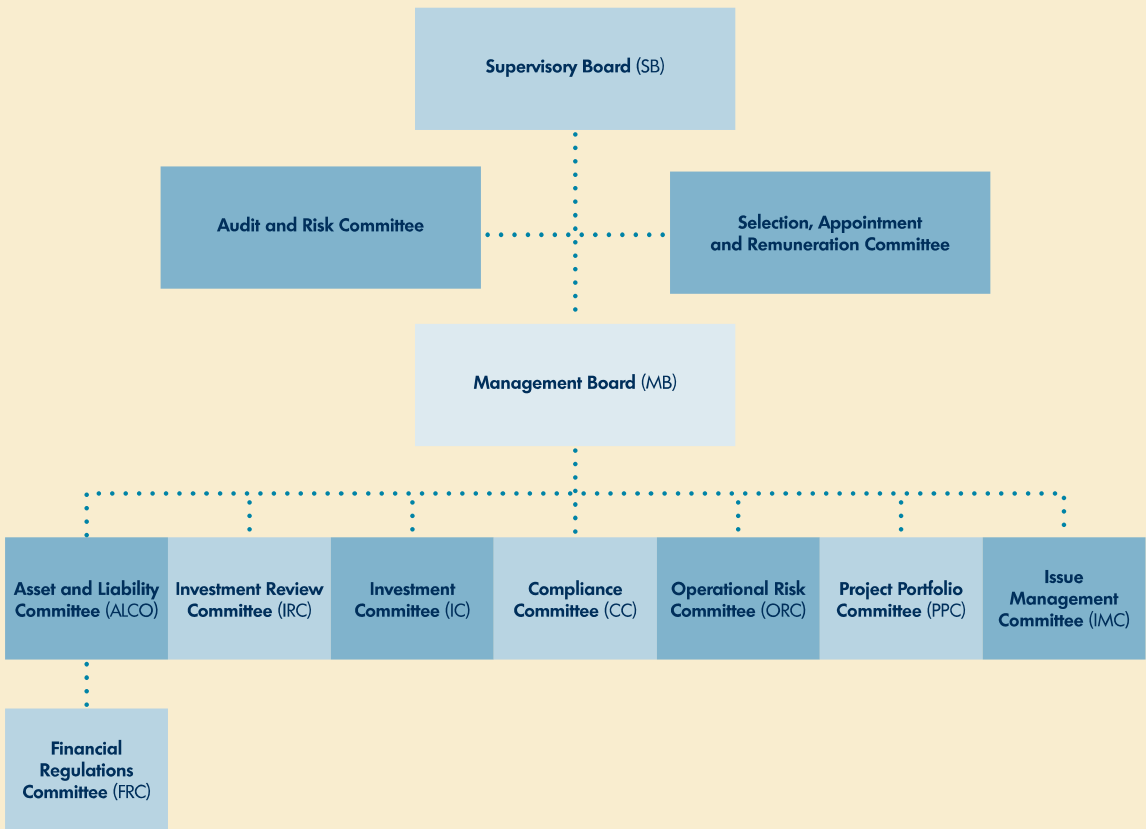 Supervisory Board (SB)
Audit and Risk Committee
Selection, Appointment
and Remuneration Committee
Management Board (MB)
Asset and Liability
Committee (ALCO)
Investment Review
Committee (IRC)
Investment
Committee (IC)
Compliance
Committee (CC)
Operational Risk
Committee (ORC)
Project Portfolio
Committee (PPC)
Issue
Management
Committee (IMC)
Financial
Regulations
Committee (FRC)